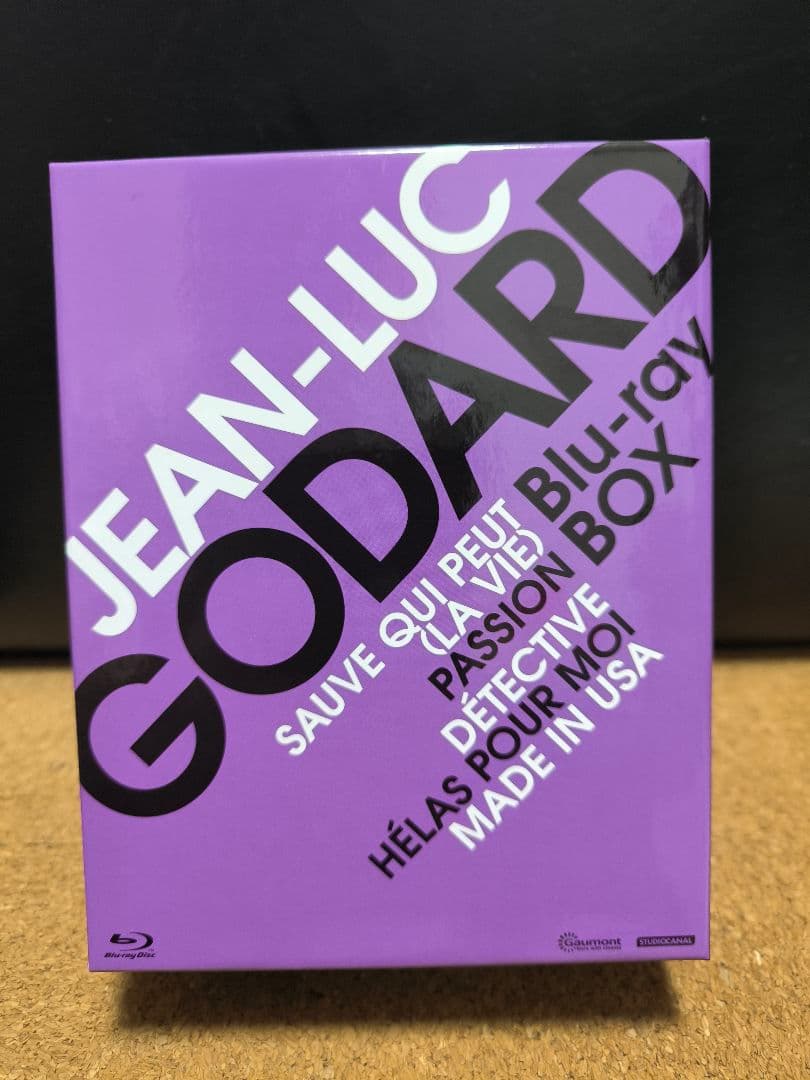 JEAN-LUC
GODARD
Blu-ray
BOX
SAUVE QUI PEUT
(LA VIE)
PASSION
DÉTECTIVE
HÉLAS POUR MOI
MADE IN USA
Blu-ray Disc
Gaumont
STUDIOCANAL